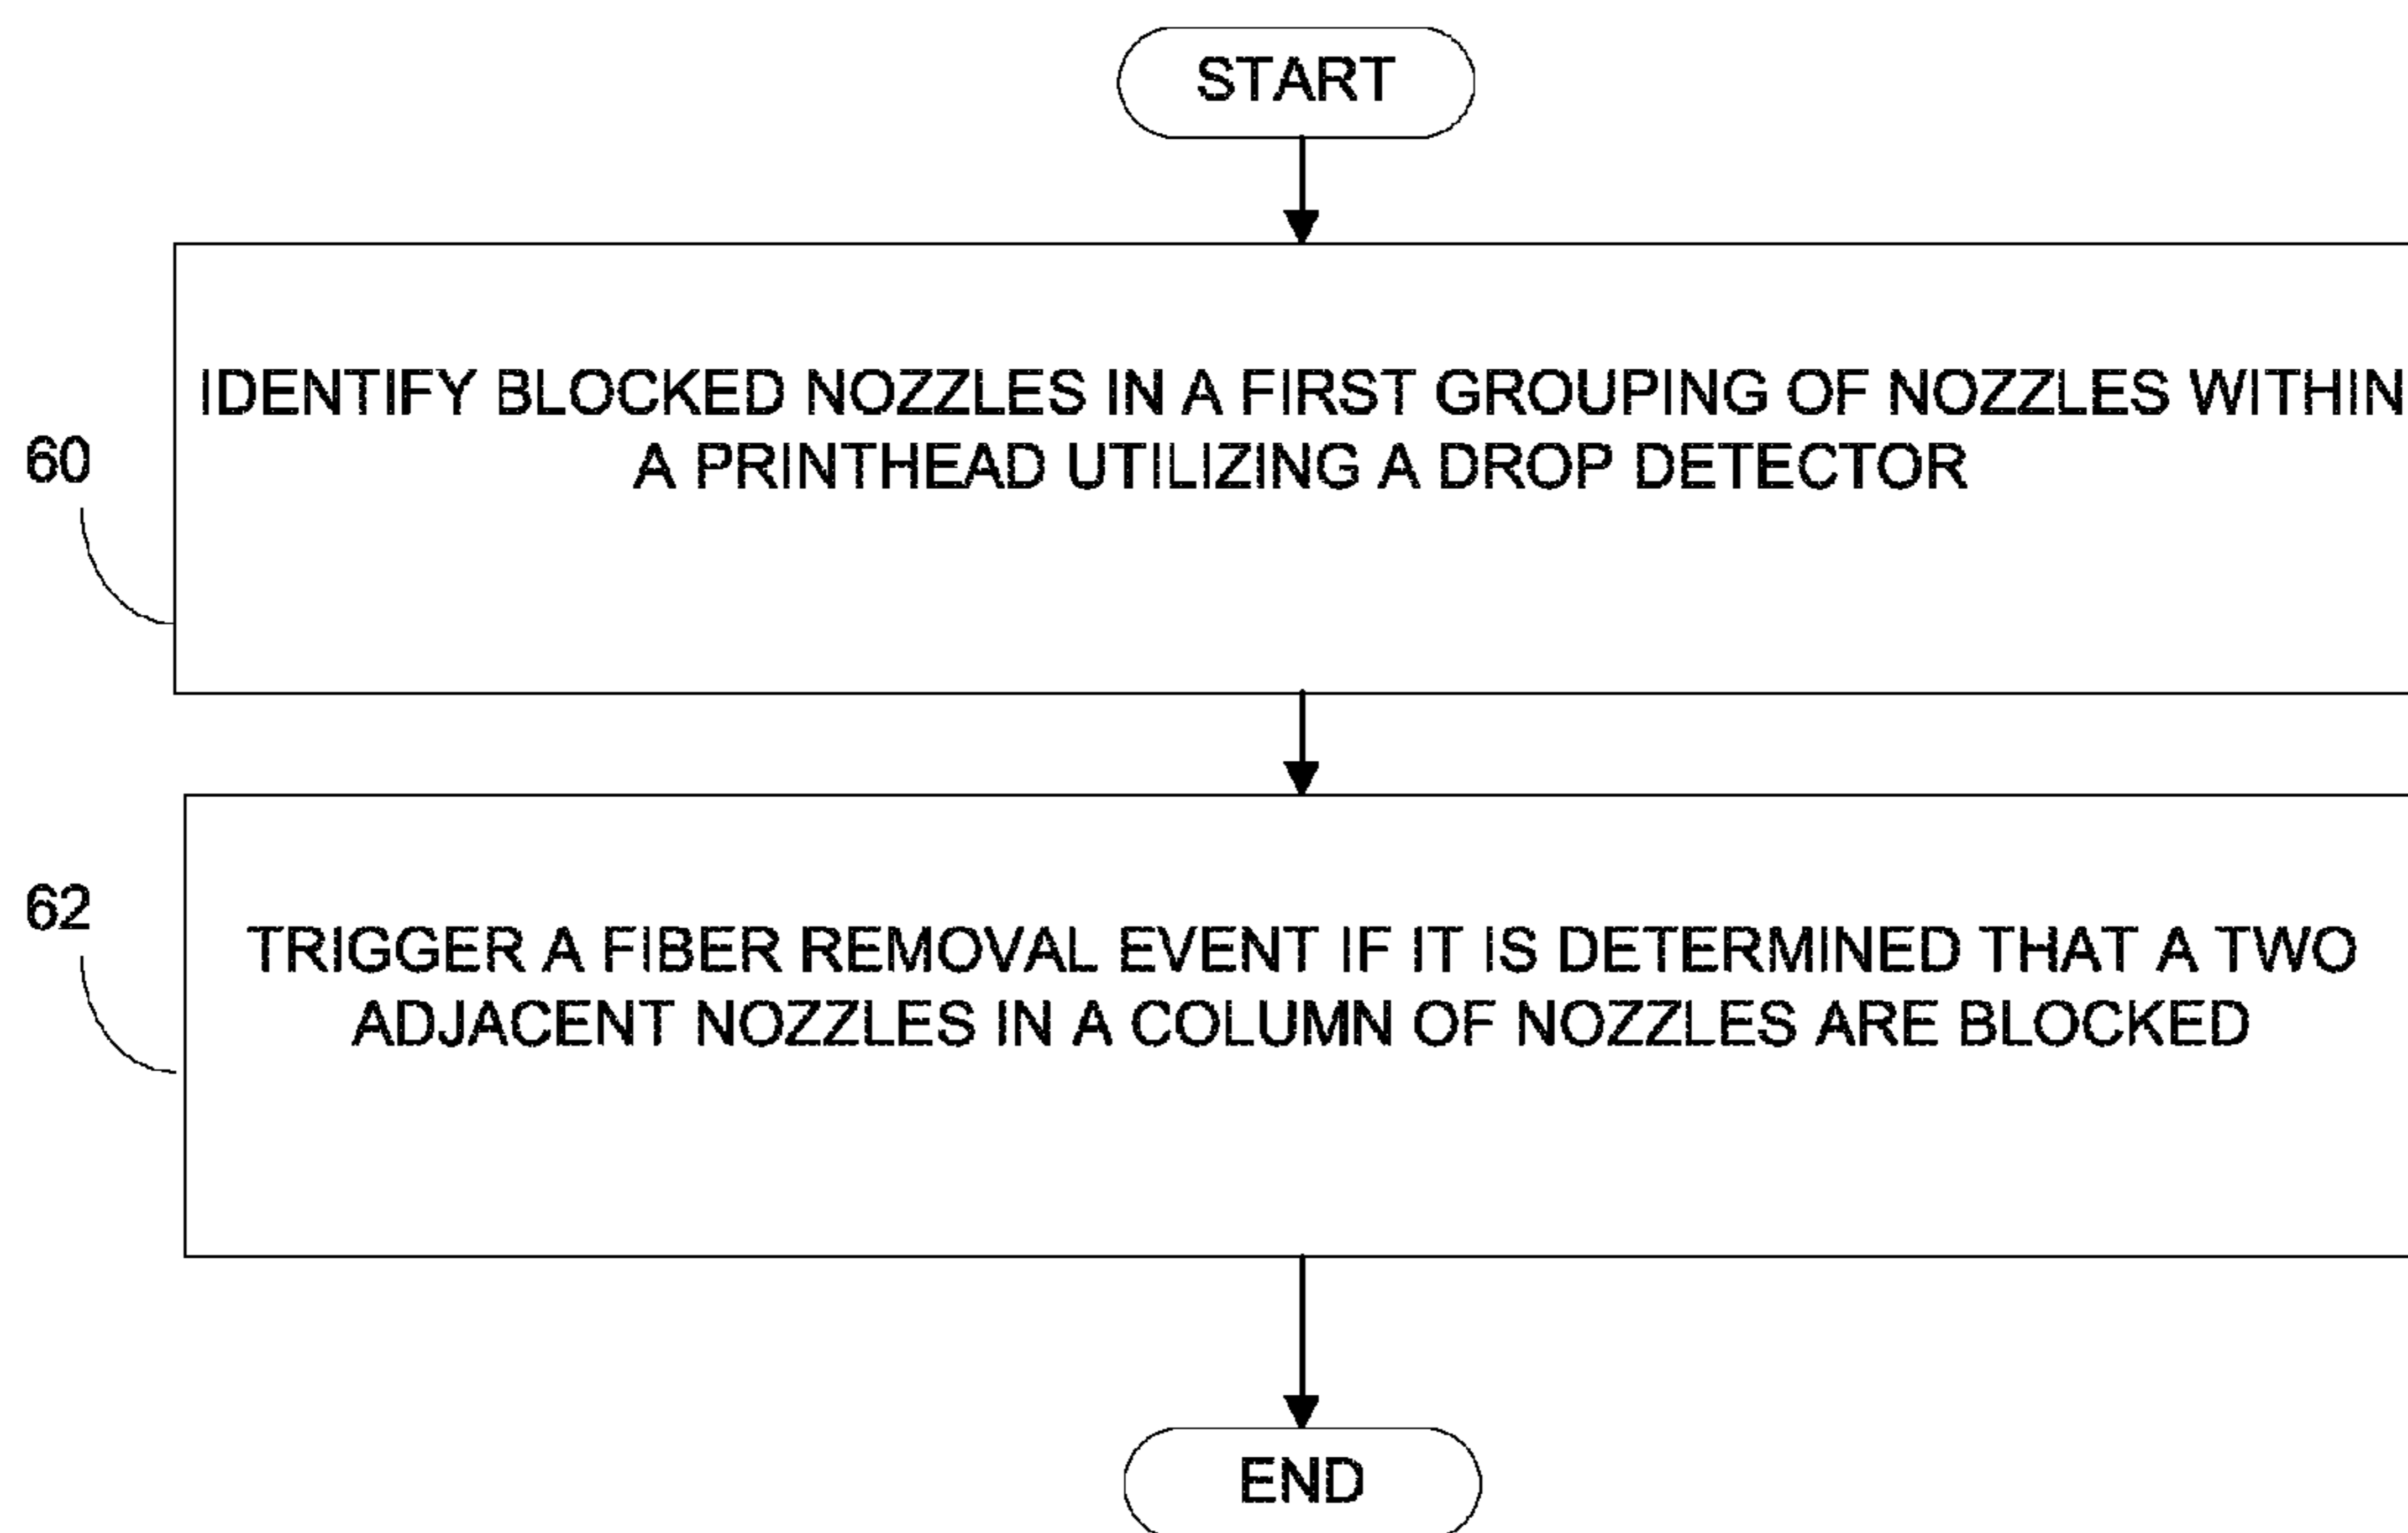 START
IDENTIFY BLOCKED NOZZLES IN A FIRST GROUPING OF NOZZLES WITHIN
A PRINTHEAD UTILIZING A DROP DETECTOR
60
62
TRIGGER A FIBER REMOVAL EVENT IF IT IS DETERMINED THAT A TWO
ADJACENT NOZZLES IN A COLUMN OF NOZZLES ARE BLOCKED
END